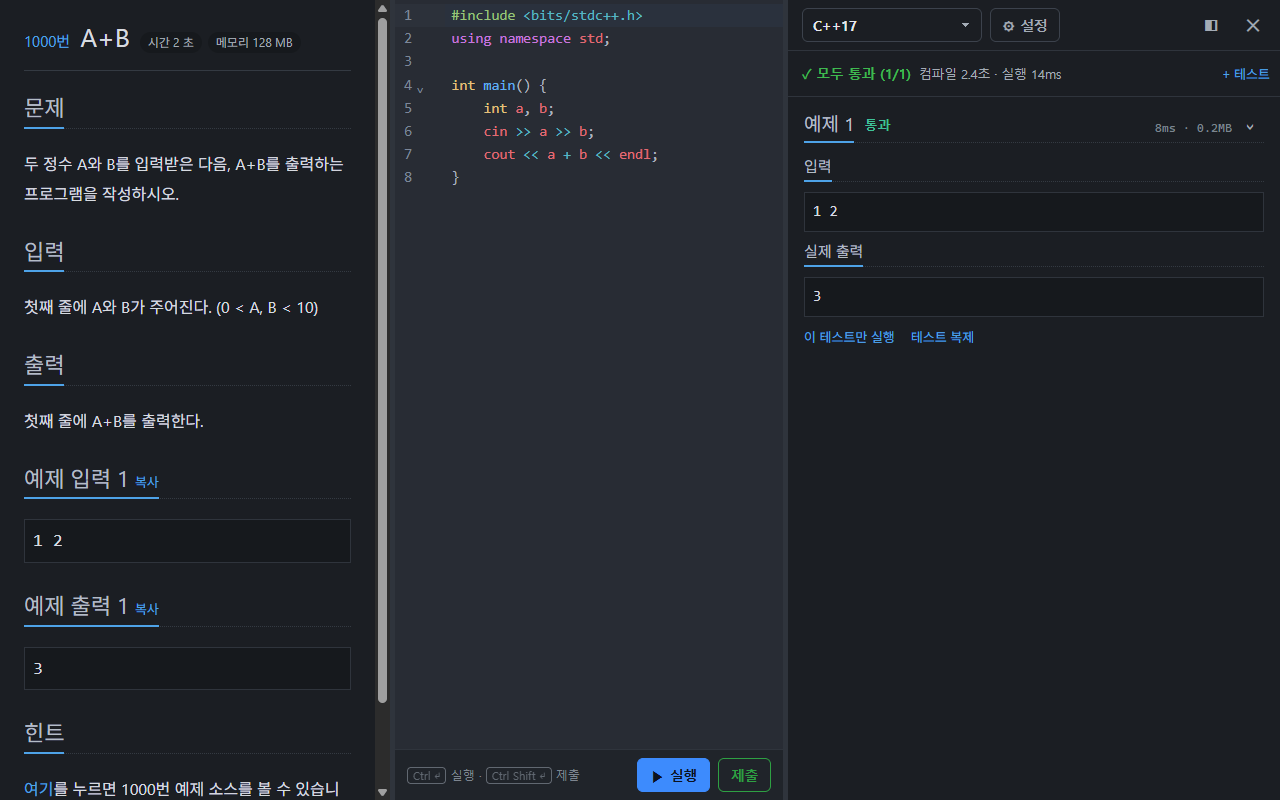 1000번 A+B 시간 2 초 메모리 128 MB
문제
두 정수 A와 B를 입력받은 다음, A+B를 출력하는
프로그램을 작성하시오.
입력
첫째 줄에 A와 B가 주어진다. (0 < A, B < 10)
출력
첫째 줄에 A+B를 출력한다.
예제 입력 1 복사
1 2
예제 출력 1 복사
3
힌트
여기를 누르면 1000번 예제 소스를 볼 수 있습니
1 #include <bits/stdc++.h>
2 using namespace std;
3
4 int main() {
5     int a, b;
6     cin >> a >> b;
7     cout << a + b << endl;
8 }
Ctrl ⏎ 실행 · Ctrl Shift ⏎ 제출
▶ 실행 제출
C++17 ⚙ 설정
✓ 모두 통과 (1/1) 컴파일 2.4초 · 실행 14ms + 테스트
예제 1 통과 8ms · 0.2MB
입력
1 2
실제 출력
3
이 테스트만 실행 테스트 복제